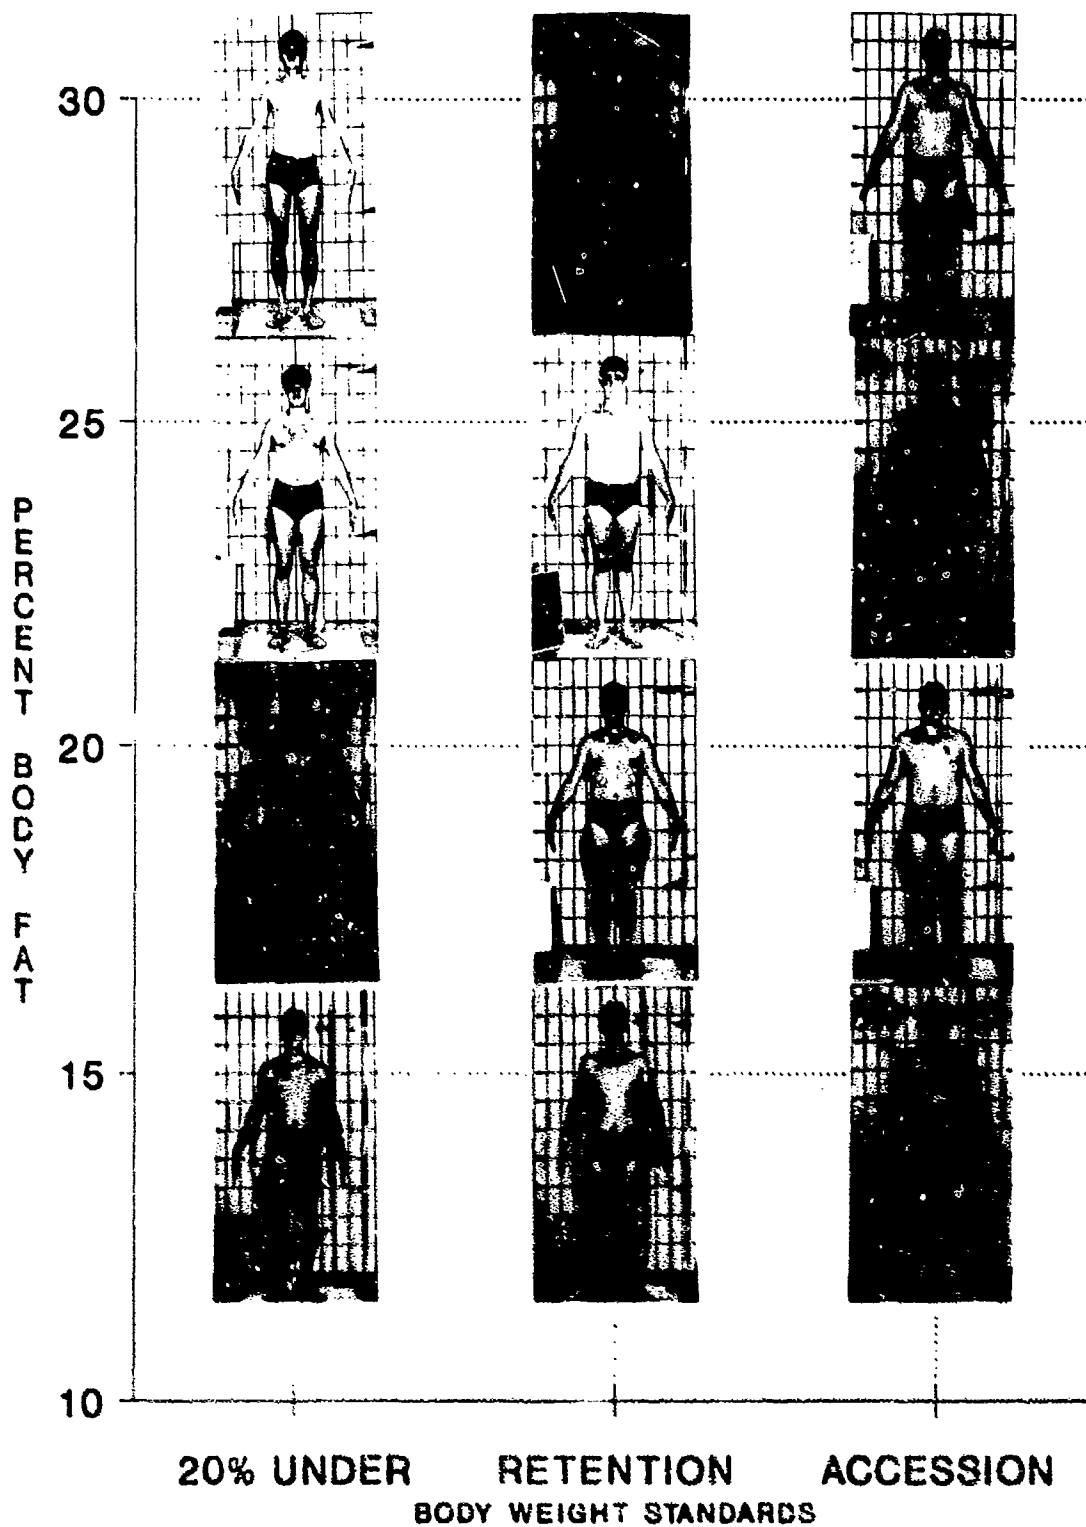 30
25
20
15
10
PERCENT BODY FAT
20% UNDER
RETENTION
ACCESSION
BODY WEIGHT STANDARDS